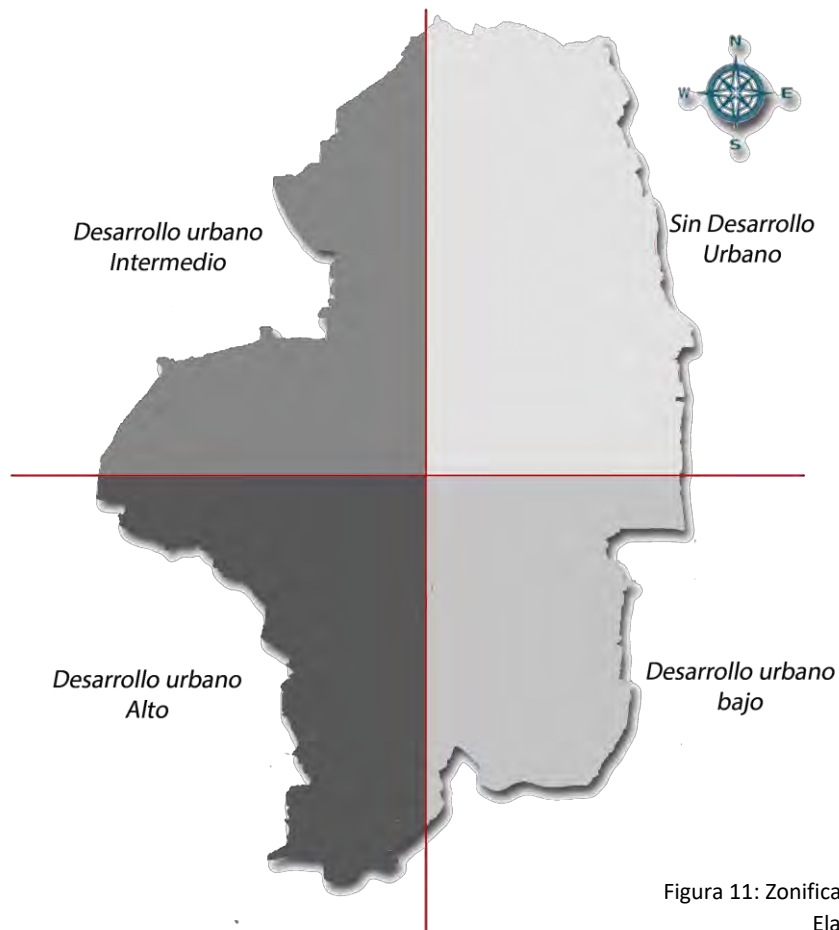 N
W E
S
Desarrollo urbano
Intermedio
Sin Desarrollo
Urbano
Desarrollo urbano
Alto
Desarrollo urbano
bajo
Figura 11: Zonifica
Ela